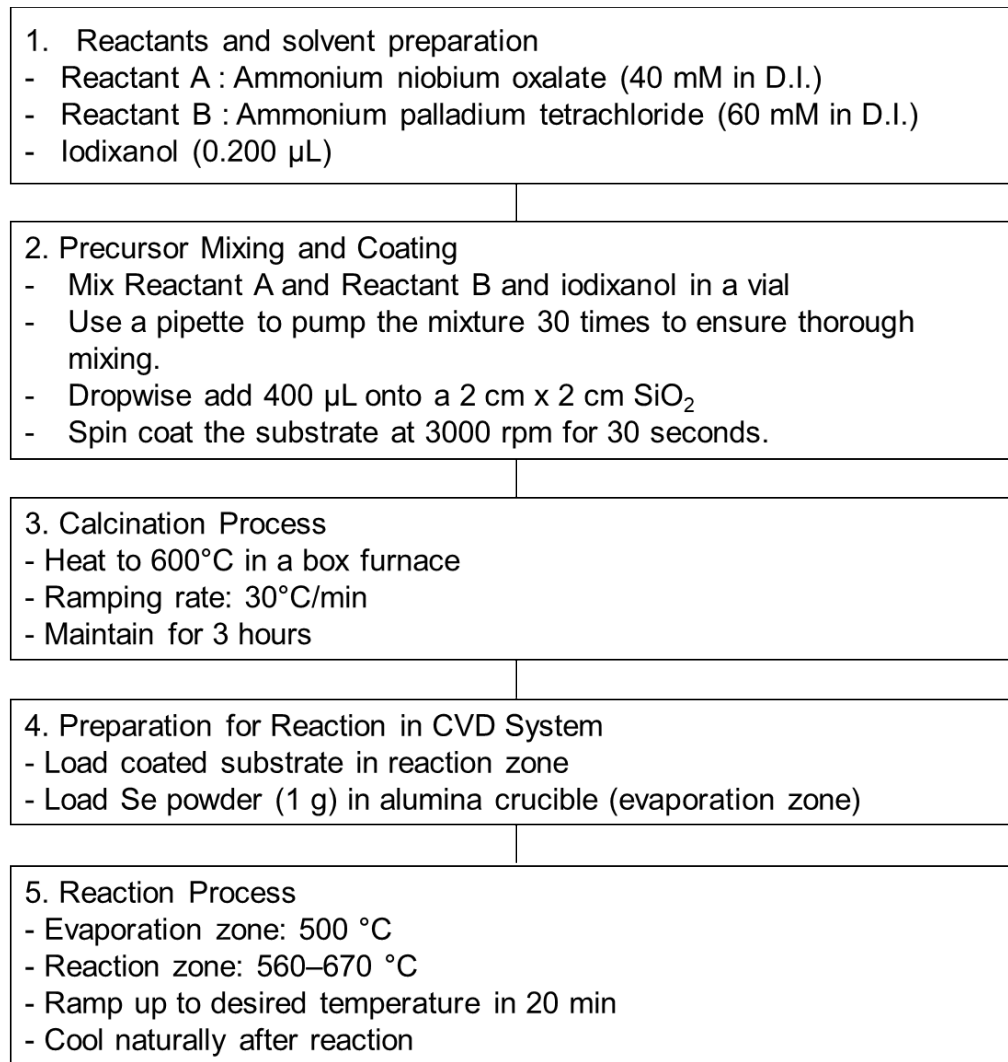 1. Reactants and solvent preparation
- Reactant A : Ammonium niobium oxalate (40 mM in D.I.)
- Reactant B : Ammonium palladium tetrachloride (60 mM in D.I.)
- Iodixanol (0.200 µL)
2. Precursor Mixing and Coating
- Mix Reactant A and Reactant B and iodixanol in a vial
- Use a pipette to pump the mixture 30 times to ensure thorough
mixing.
- Dropwise add 400 µL onto a 2 cm x 2 cm SiO₂
- Spin coat the substrate at 3000 rpm for 30 seconds.
3. Calcination Process
- Heat to 600°C in a box furnace
- Ramping rate: 30°C/min
- Maintain for 3 hours
4. Preparation for Reaction in CVD System
- Load coated substrate in reaction zone
- Load Se powder (1 g) in alumina crucible (evaporation zone)
5. Reaction Process
- Evaporation zone: 500 °C
- Reaction zone: 560–670 °C
- Ramp up to desired temperature in 20 min
- Cool naturally after reaction